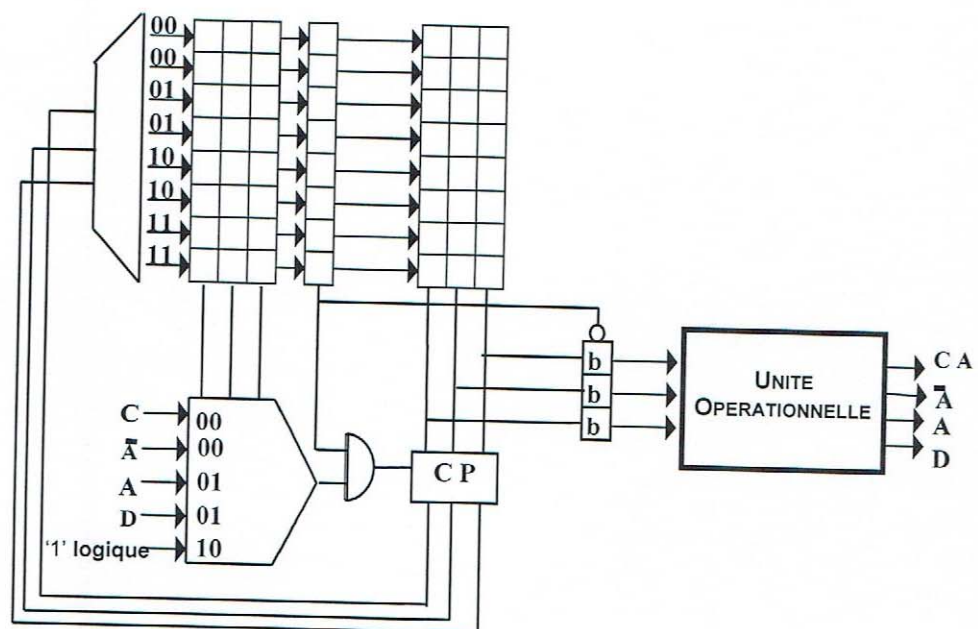 00
00
01
01
10
10
11
11
C 00
Ā 00
A 01
D 01
'1' logique 10
C P
b
b
b
UNITE
OPERATIONNELLE
C A
Ā
A
D